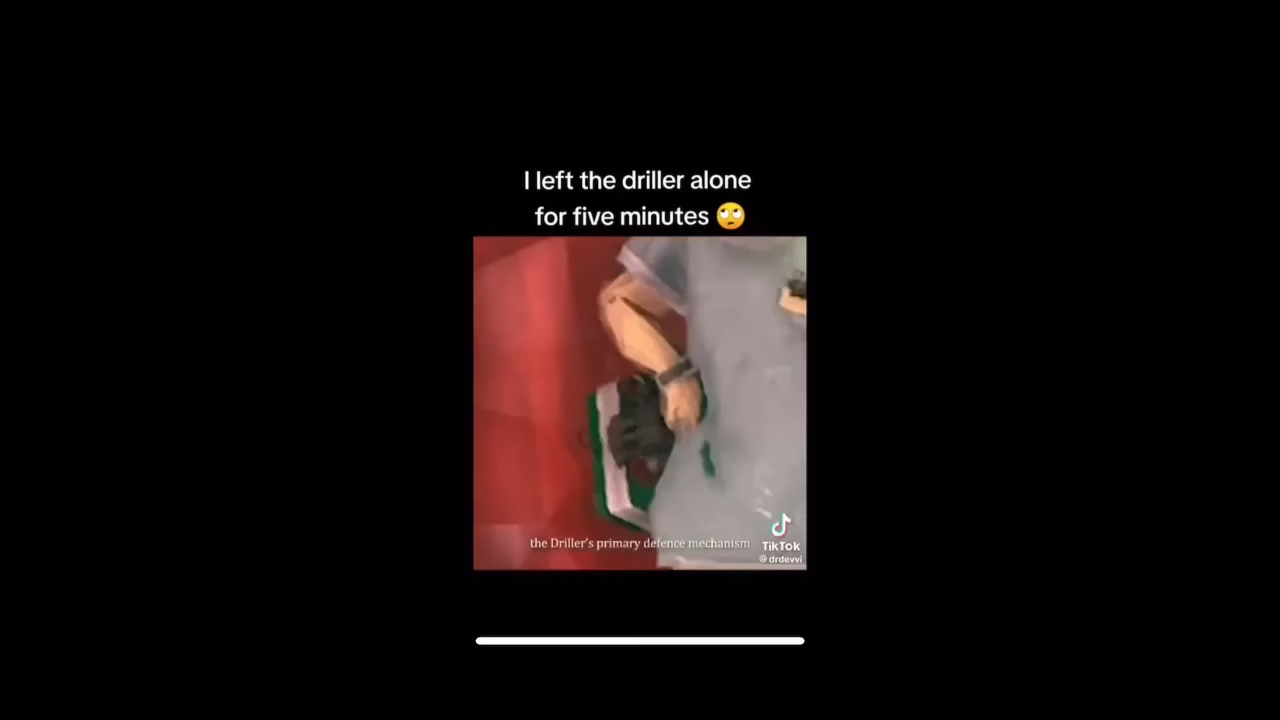 I left the driller alone
for five minutes 🙄
the Driller's primary defence mechanism
TikTok
@drdevvi